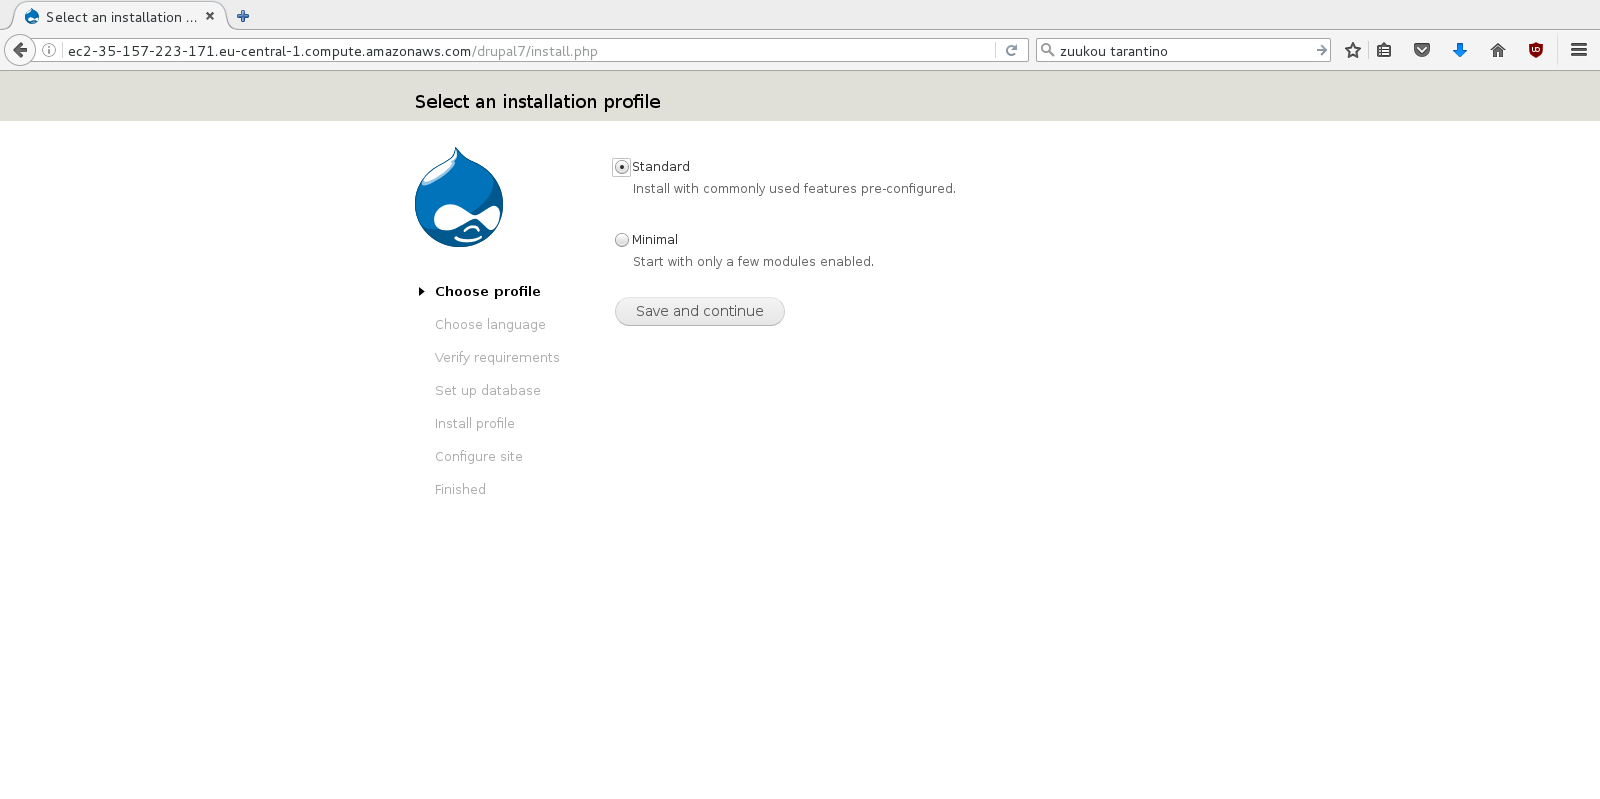 Select an installation ...
ec2-35-157-223-171.eu-central-1.compute.amazonaws.com/drupal7/install.php
zuukou tarantino
Select an installation profile
Standard
Install with commonly used features pre-configured.
Minimal
Start with only a few modules enabled.
Save and continue
Choose profile
Choose language
Verify requirements
Set up database
Install profile
Configure site
Finished